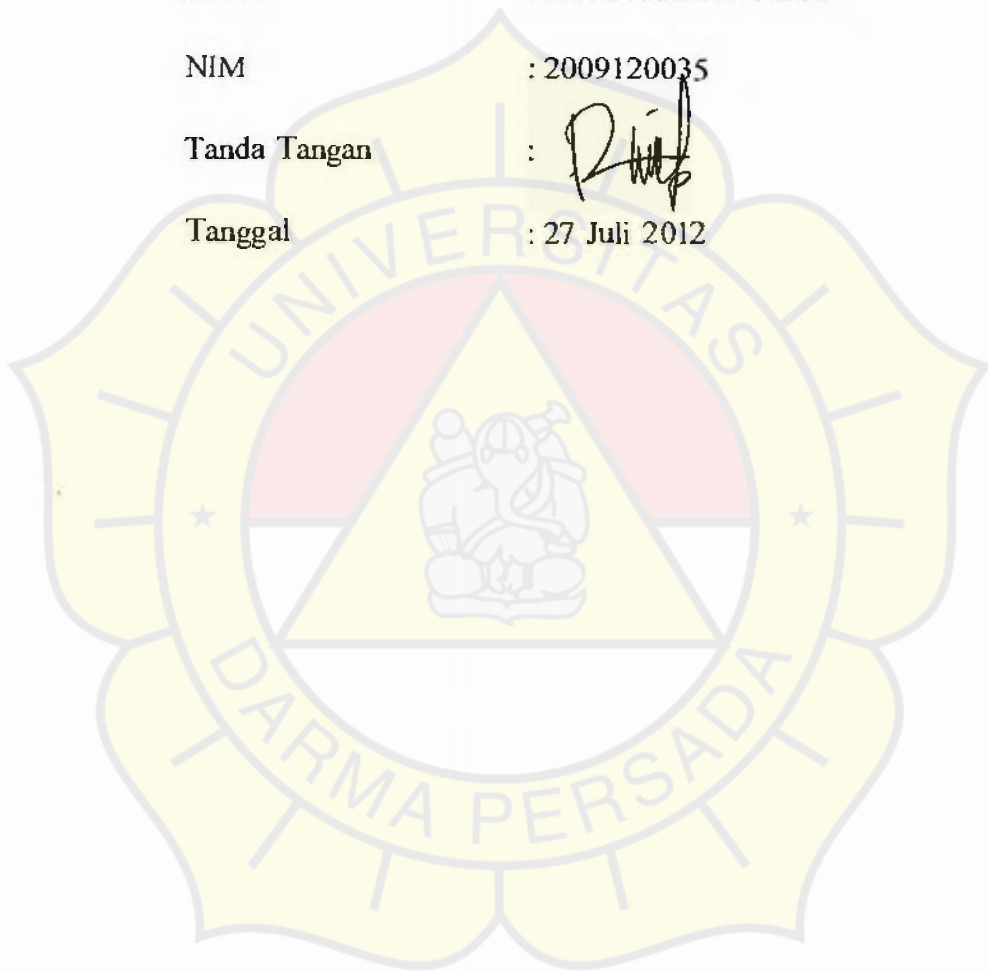 NIM : 2009120035
Tanda Tangan :
Tanggal : 27 Juli 2012
UNIVERSITAS
DARMA PERSADA